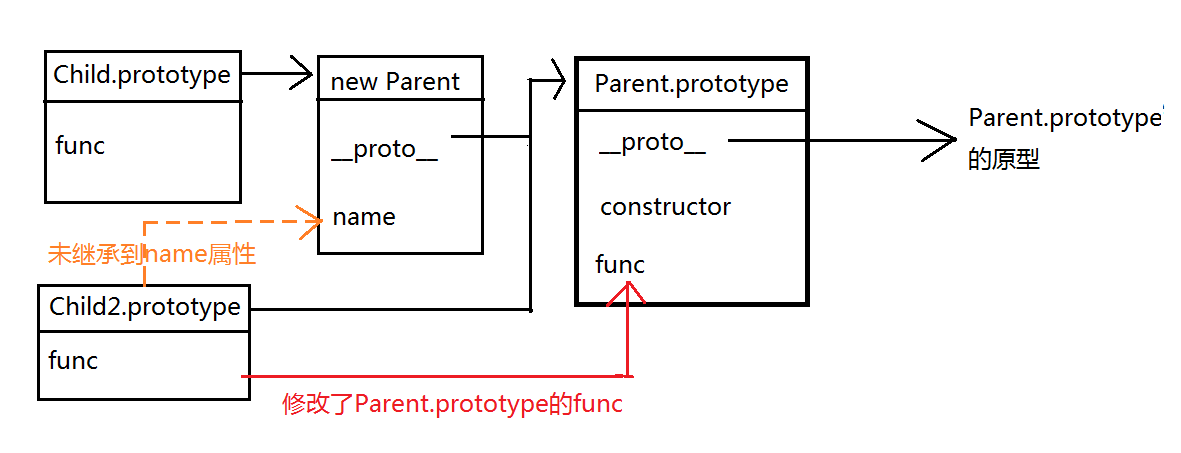 Child.prototype
func
new Parent
__proto__
name
Parent.prototype
__proto__
constructor
func
Parent.prototype
的原型
未继承到name属性
Child2.prototype
func
修改了Parent.prototype的func